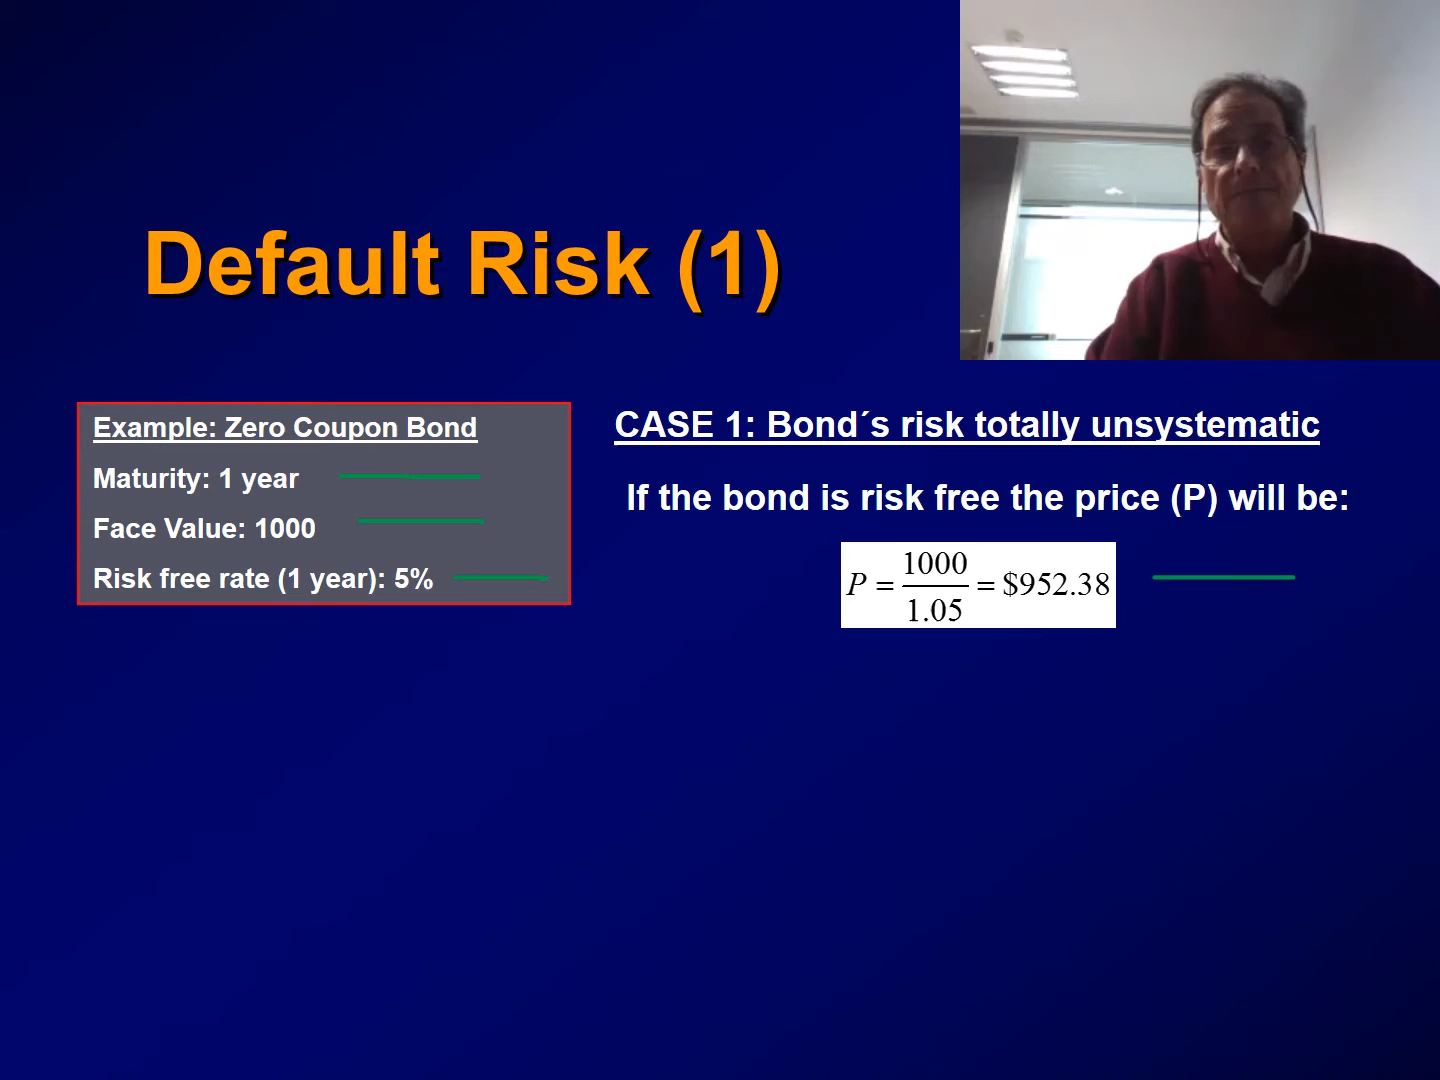 Default Risk (1)
Example: Zero Coupon Bond
Maturity: 1 year
Face Value: 1000
Risk free rate (1 year): 5%
CASE 1: Bond´s risk totally unsystematic
If the bond is risk free the price (P) will be:
P = 1000 / 1.05 = $952.38